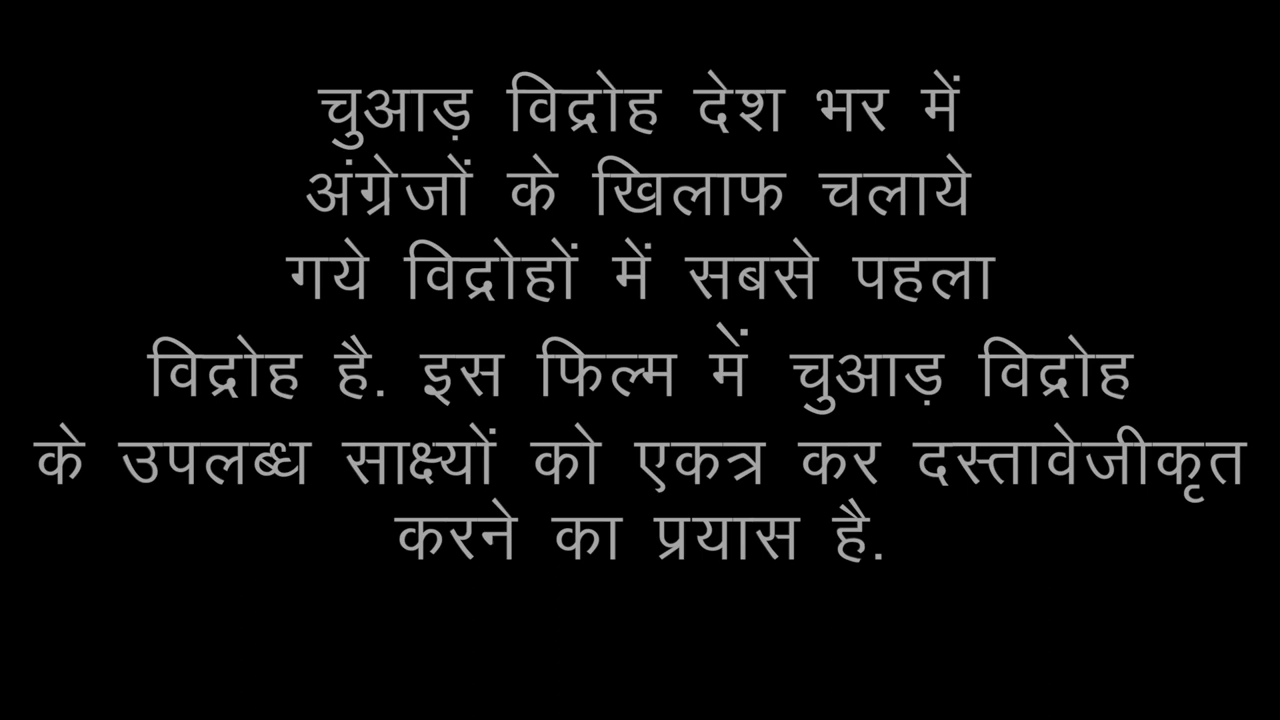 चुआड़ विद्रोह देश भर में
अंग्रेजों के खिलाफ चलाये
गये विद्रोहों में सबसे पहला
विद्रोह है. इस फिल्म में चुआड़ विद्रोह
के उपलब्ध साक्ष्यों को एकत्र कर दस्तावेजीकृत
करने का प्रयास है.